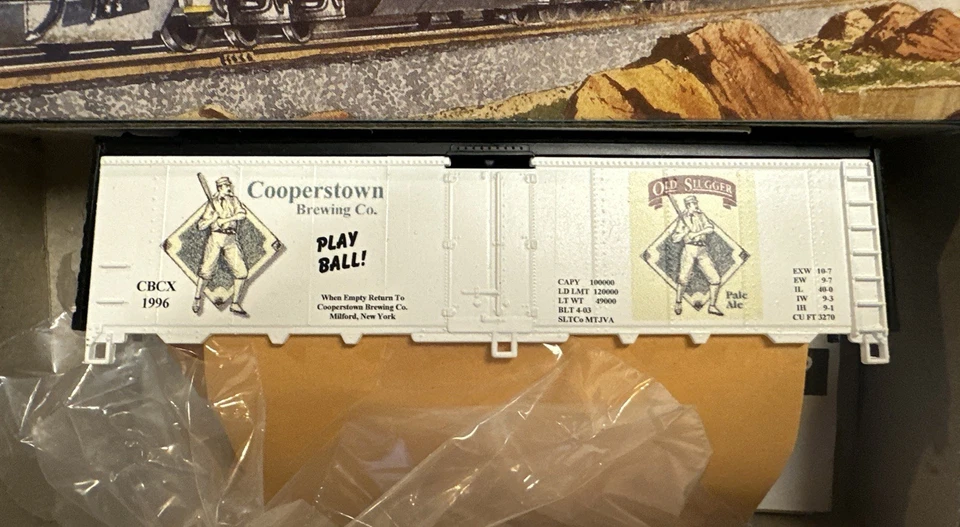 Cooperstown
Brewing Co.
PLAY
BALL!
CBCX
1996
When Empty Return To
Cooperstown Brewing Co.
Milford, New York
OLD SLUGGER
Pale
Ale
CAPY 100000
LD LMT 120000
LT WT 49000
BLT 4-03
SLTCo MTJVA
EXW 10-7
EW 9-7
IL 40-0
IW 9-3
IH 9-1
CU FT 3270